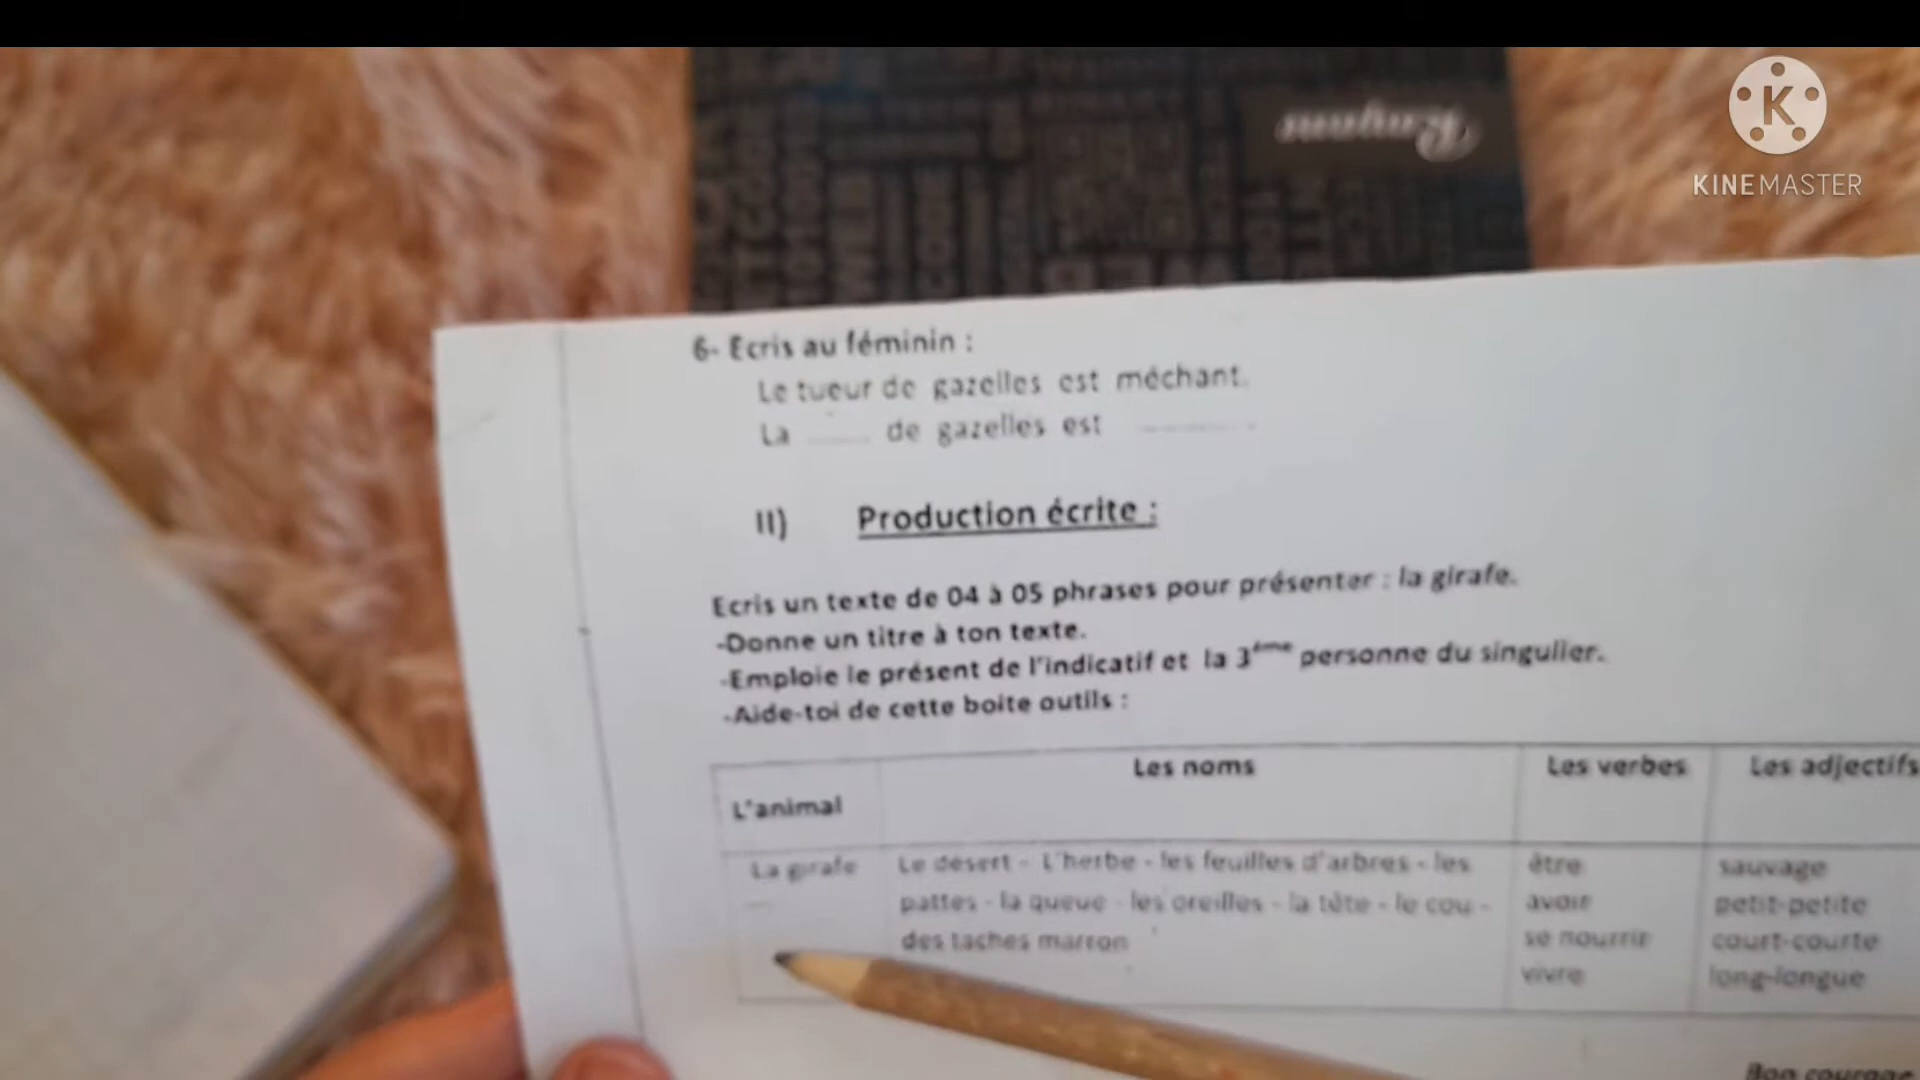 KINEMASTER
6- Ecris au féminin :
Le tueur de gazelles est méchant.
La ........ de gazelles est ............. .
II) Production écrite :
Ecris un texte de 04 à 05 phrases pour présenter : la girafe.
-Donne un titre à ton texte.
-Emploie le présent de l'indicatif et la 3ème personne du singulier.
-Aide-toi de cette boite outils :
L'animal Les noms Les verbes Les adjectifs
La girafe Le désert - L'herbe - les feuilles d'arbres - les être sauvage
pattes - la queue - les oreilles - la tête - le cou - avoir petit-petite
des taches marron se nourrir court-courte
vivre long-longue
Bon courage